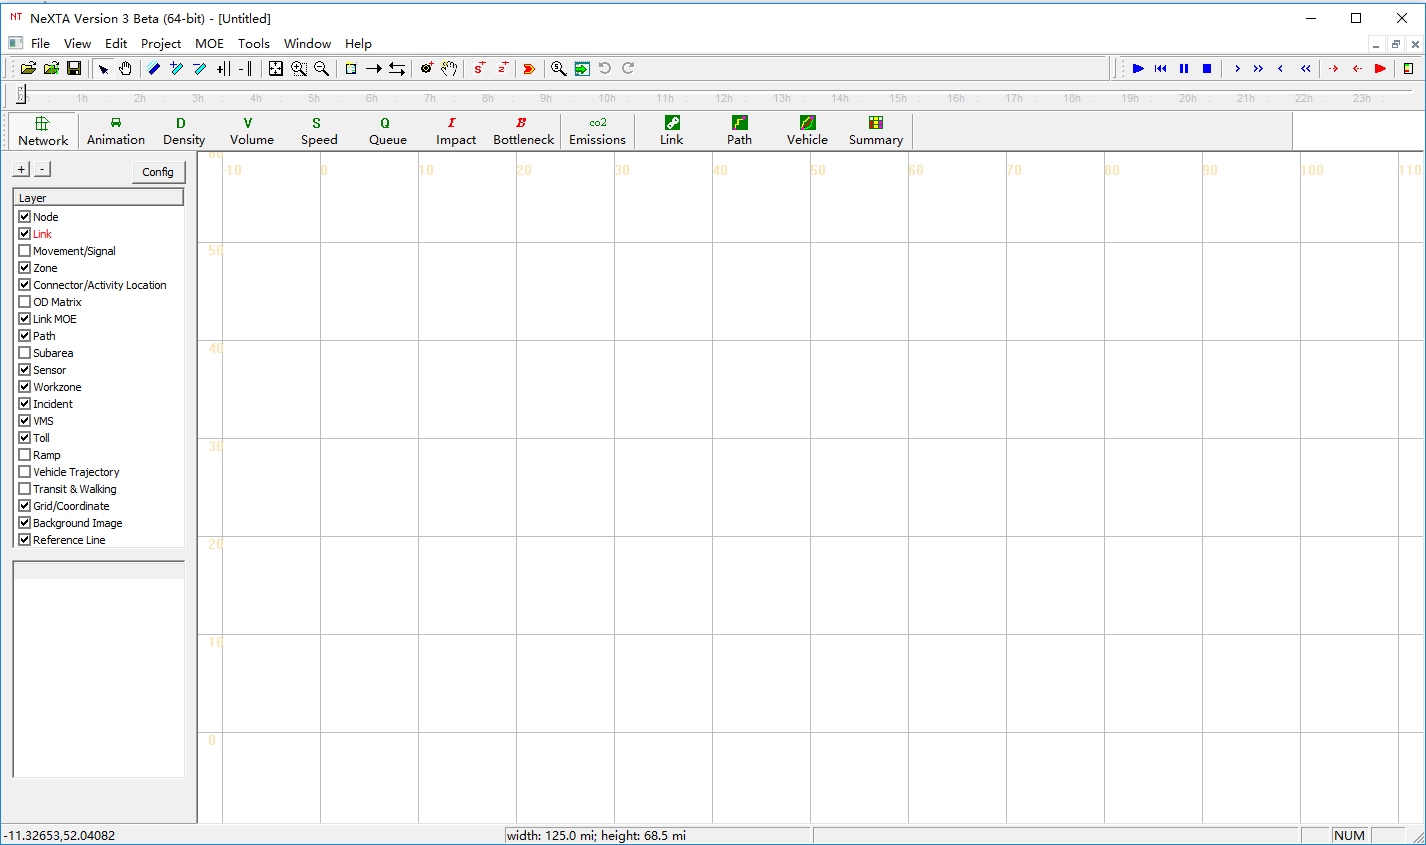 NT NeXTA Version 3 Beta (64-bit) - [Untitled]
File View Edit Project MOE Tools Window Help
1h 2h 3h 4h 5h 6h 7h 8h 9h 10h 11h 12h 13h 14h 15h 16h 17h 18h 19h 20h 21h 22h 23h
D V S Q I B co2
Network Animation Density Volume Speed Queue Impact Bottleneck Emissions Link Path Vehicle Summary
+ - Config
Layer
Node
Link
Movement/Signal
Zone
Connector/Activity Location
OD Matrix
Link MOE
Path
Subarea
Sensor
Workzone
Incident
VMS
Toll
Ramp
Vehicle Trajectory
Transit & Walking
Grid/Coordinate
Background Image
Reference Line
60
-10 0 10 20 30 40 50 60 70 80 90 100 110
50
40
30
20
10
0
-11.32653,52.04082 width: 125.0 mi; height: 68.5 mi NUM